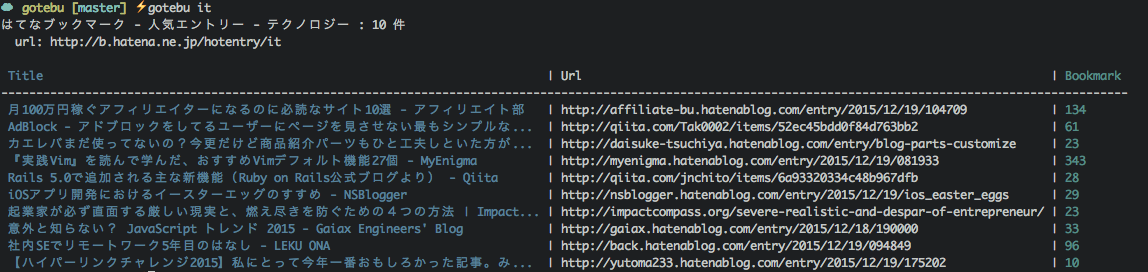 gotebu [master] ⚡gotebu it
はてなブックマーク - 人気エントリー - テクノロジー : 10 件
url: http://b.hatena.ne.jp/hotentry/it
Title | Url | Bookmark
月100万円稼ぐアフィリエイターになるのに必読なサイト10選 - アフィリエイト部 | http://affiliate-bu.hatenablog.com/entry/2015/12/19/104709 | 134
AdBlock - アドブロックをしてるユーザーにページを見させない最もシンプルな... | http://qiita.com/Tak0002/items/52ec45bdd0f84d763bb2 | 61
カエレバまだ使ってないの？今更だけど商品紹介パーツもひと工夫しといた方が... | http://daisuke-tsuchiya.hatenablog.com/entry/blog-parts-customize | 23
『実践Vim』を読んで学んだ、おすすめVimデフォルト機能27個 - MyEnigma | http://myenigma.hatenablog.com/entry/2015/12/19/081933 | 343
Rails 5.0で追加される主な新機能（Ruby on Rails公式ブログより） - Qiita | http://qiita.com/jnchito/items/6a93320334c48b967dfb | 28
iOSアプリ開発におけるイースターエッグのすすめ - NSBlogger | http://nsblogger.hatenablog.com/entry/2015/12/19/ios_easter_eggs | 29
起業家が必ず直面する厳しい現実と、燃え尽きを防ぐための４つの方法 | Impact... | http://impactcompass.org/severe-realistic-and-despar-of-entrepreneur/ | 23
意外と知らない？ JavaScript トレンド 2015 - Gaiax Engineers' Blog | http://gaiax.hatenablog.com/entry/2015/12/18/190000 | 33
社内SEでリモートワーク5年目のはなし - LEKU ONA | http://back.hatenablog.com/entry/2015/12/19/094849 | 96
【ハイパーリンクチャレンジ2015】私にとって今年一番おもしろかった記事。み... | http://yutoma233.hatenablog.com/entry/2015/12/19/175202 | 10